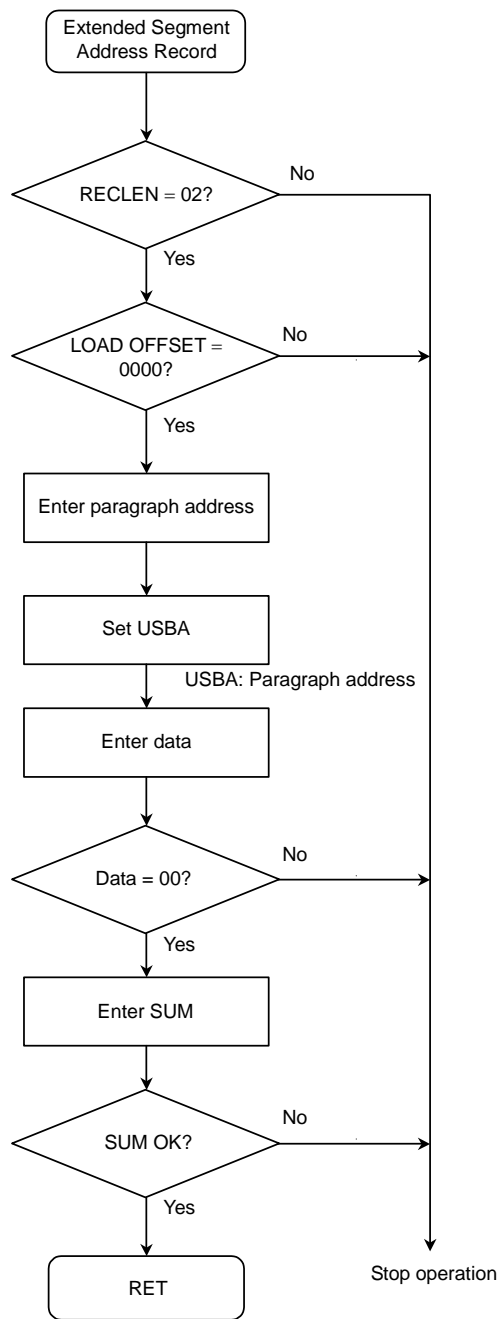 Extended Segment
Address Record
RECLEN = 02?
No
Yes
LOAD OFFSET =
0000?
No
Yes
Enter paragraph address
Set USBA
USBA: Paragraph address
Enter data
Data = 00?
No
Yes
Enter SUM
SUM OK?
No
Yes
RET
Stop operation